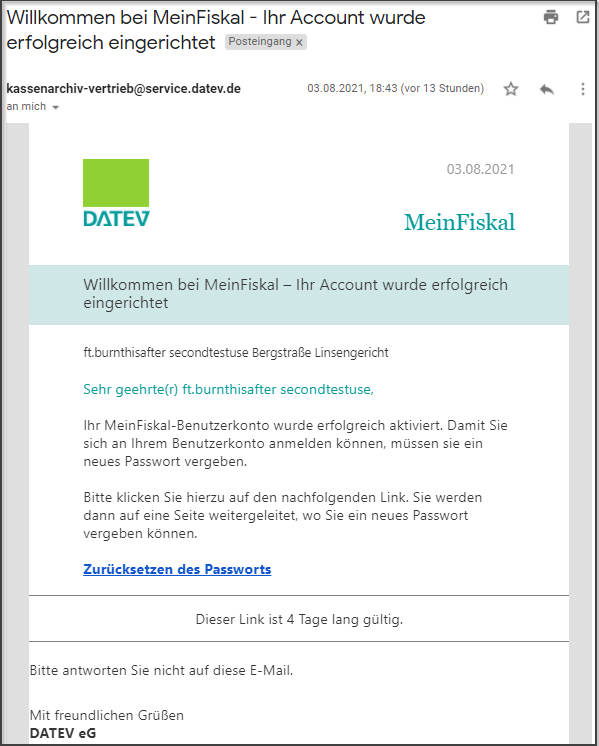 Willkommen bei MeinFiskal - Ihr Account wurde
erfolgreich eingerichtet Posteingang x
kassenarchiv-vertrieb@service.datev.de 03.08.2021, 18:43 (vor 13 Stunden)
an mich
03.08.2021
DATEV
MeinFiskal
Willkommen bei MeinFiskal – Ihr Account wurde erfolgreich
eingerichtet
ft.burnthisafter secondtestuse Bergstraße Linsengericht
Sehr geehrte(r) ft.burnthisafter secondtestuse,
Ihr MeinFiskal-Benutzerkonto wurde erfolgreich aktiviert. Damit Sie
sich an Ihrem Benutzerkonto anmelden können, müssen sie ein
neues Passwort vergeben.
Bitte klicken Sie hierzu auf den nachfolgenden Link. Sie werden
dann auf eine Seite weitergeleitet, wo Sie ein neues Passwort
vergeben können.
Zurücksetzen des Passworts
Dieser Link ist 4 Tage lang gültig.
Bitte antworten Sie nicht auf diese E-Mail.
Mit freundlichen Grüßen
DATEV eG